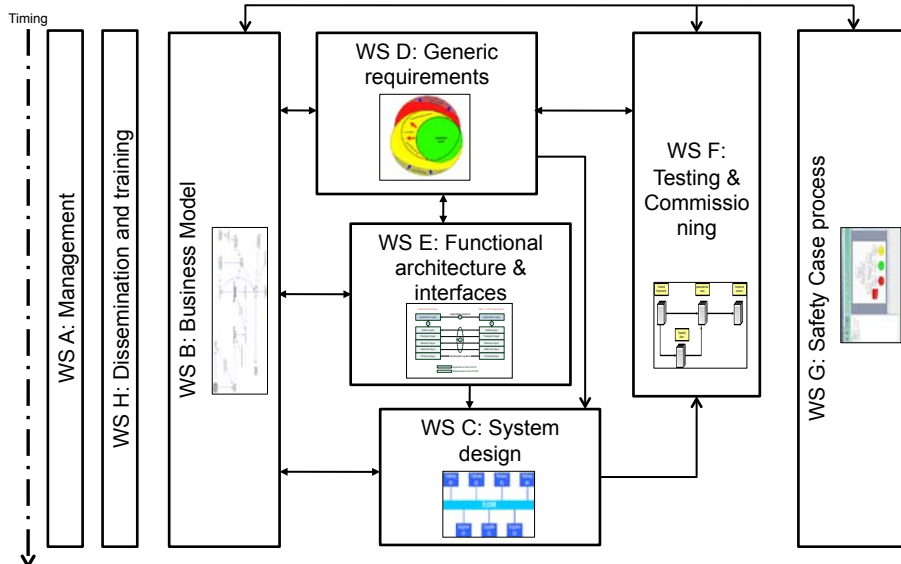 Timing
WS A: Management
WS H: Dissemination and training
WS B: Business Model
WS D: Generic
requirements
WS E: Functional
architecture &
interfaces
WS C: System
design
WS F:
Testing &
Commissio
ning
WS G: Safety Case process